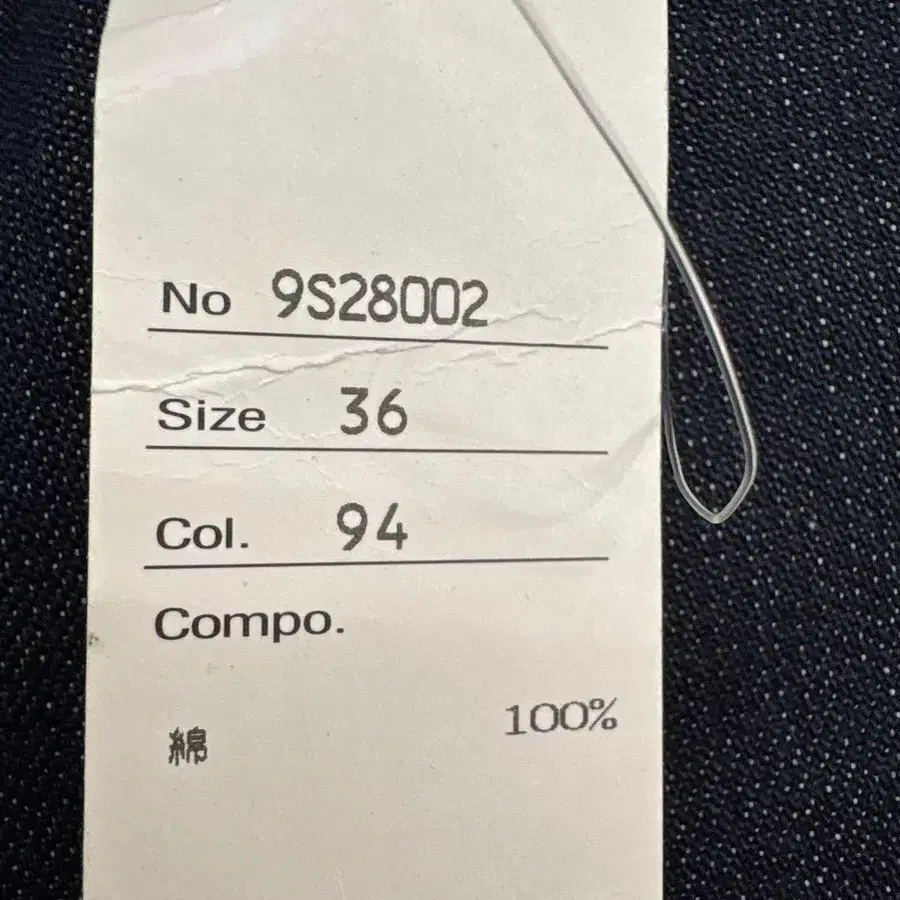 No 9S28002
Size 36
Col. 94
Compo.
綿 100%